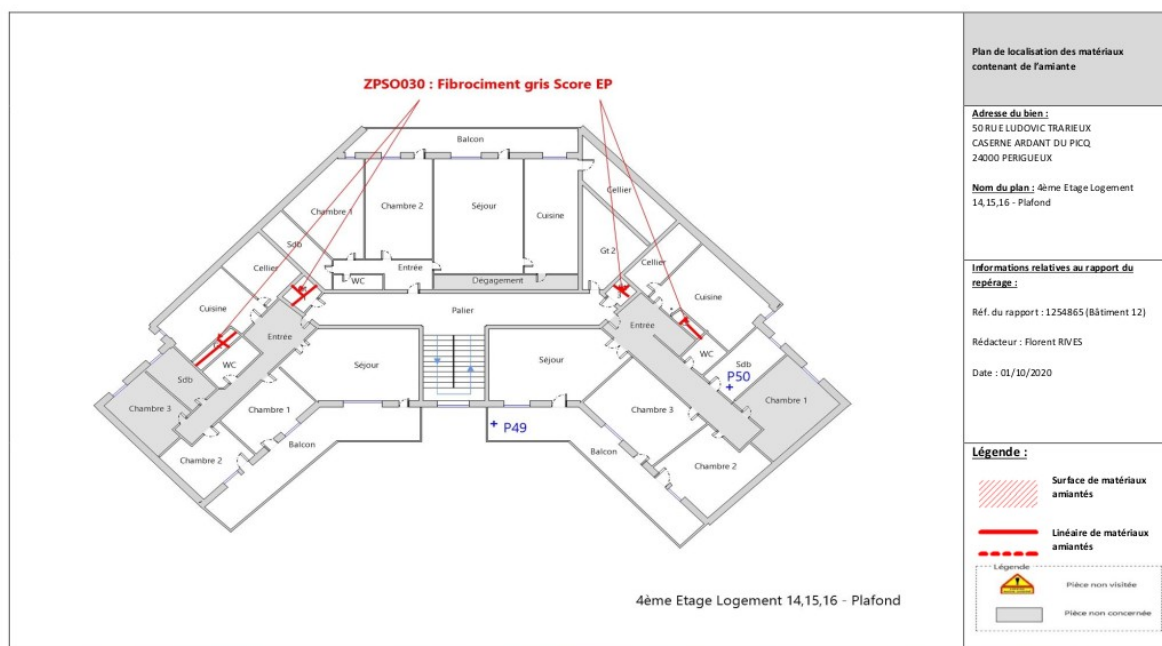 ZPSO030 : Fibrociment gris Score EP
Balcon
Cellier
Chambre 1
Chambre 2
Séjour
Cuisine
Sdb
Gt 2
Cellier
Cellier
WC
Entrée
Dégagement
Cuisine
Cuisine
Palier
Entrée
Entrée
WC
Séjour
Séjour
WC
Sdb
Sdb
P50
Chambre 3
Chambre 1
Chambre 3
Chambre 1
P49
Balcon
Balcon
Chambre 2
Chambre 2
4ème Etage Logement 14,15,16 - Plafond
Plan de localisation des matériaux
contenant de l'amiante
Adresse du bien :
50 RUE LUDOVIC TRARIEUX
CASERNE ARDANT DU PICQ
24000 PERIGUEUX
Nom du plan : 4ème Etage Logement
14,15,16 - Plafond
Informations relatives au rapport du
repérage :
Réf. du rapport : 1254865 (Bâtiment 12)
Rédacteur : Florent RIVES
Date : 01/10/2020
Légende :
Surface de matériaux
amiantés
Linéaire de matériaux
amiantés
Légende
Pièce non visitée
Pièce non concernée